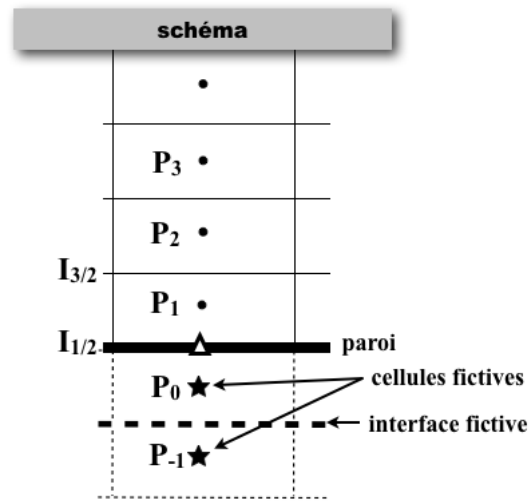 schéma
P3
P2
I3/2
P1
I1/2
paroi
P0
cellules fictives
interface fictive
P-1